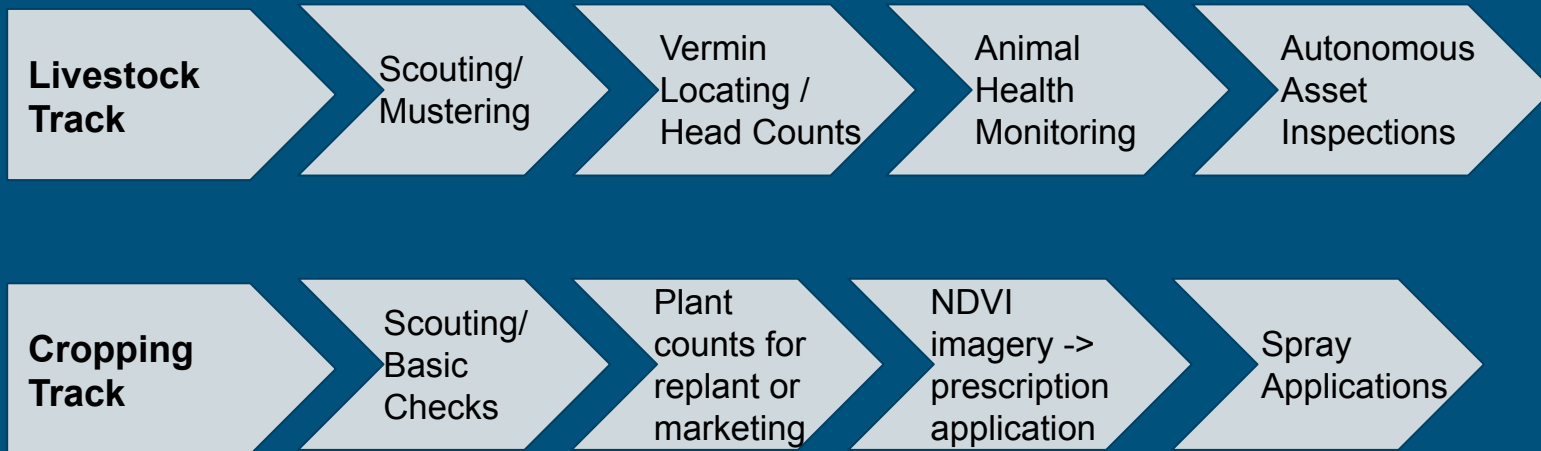 Livestock
Track
Scouting/
Mustering
Vermin
Locating /
Head Counts
Animal
Health
Monitoring
Autonomous
Asset
Inspections
Cropping
Track
Scouting/
Basic
Checks
Plant
counts for
replant or
marketing
NDVI
imagery ->
prescription
application
Spray
Applications